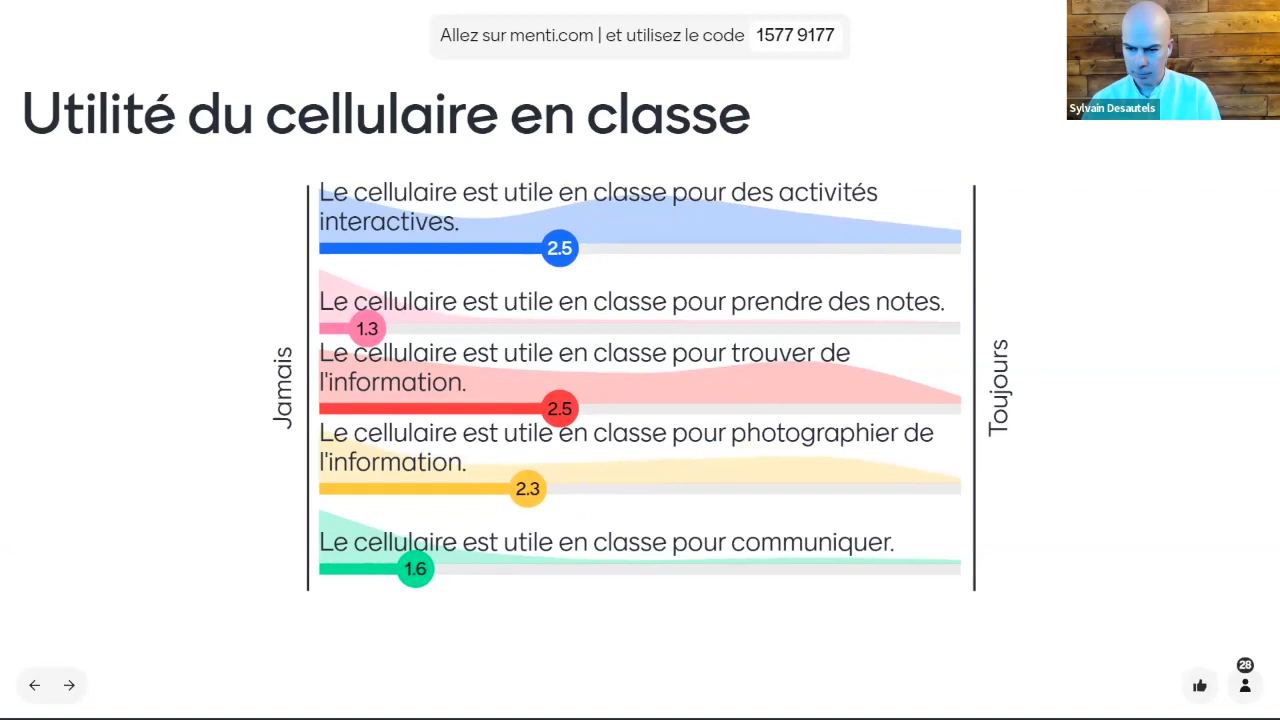 Allez sur menti.com | et utilisez le code 1577 9177
Sylvain Desautels
Utilité du cellulaire en classe
Le cellulaire est utile en classe pour des activités
interactives.
2.5
Le cellulaire est utile en classe pour prendre des notes.
1.3
Le cellulaire est utile en classe pour trouver de
l'information.
2.5
Le cellulaire est utile en classe pour photographier de
l'information.
2.3
Le cellulaire est utile en classe pour communiquer.
1.6
Jamais
Toujours
28